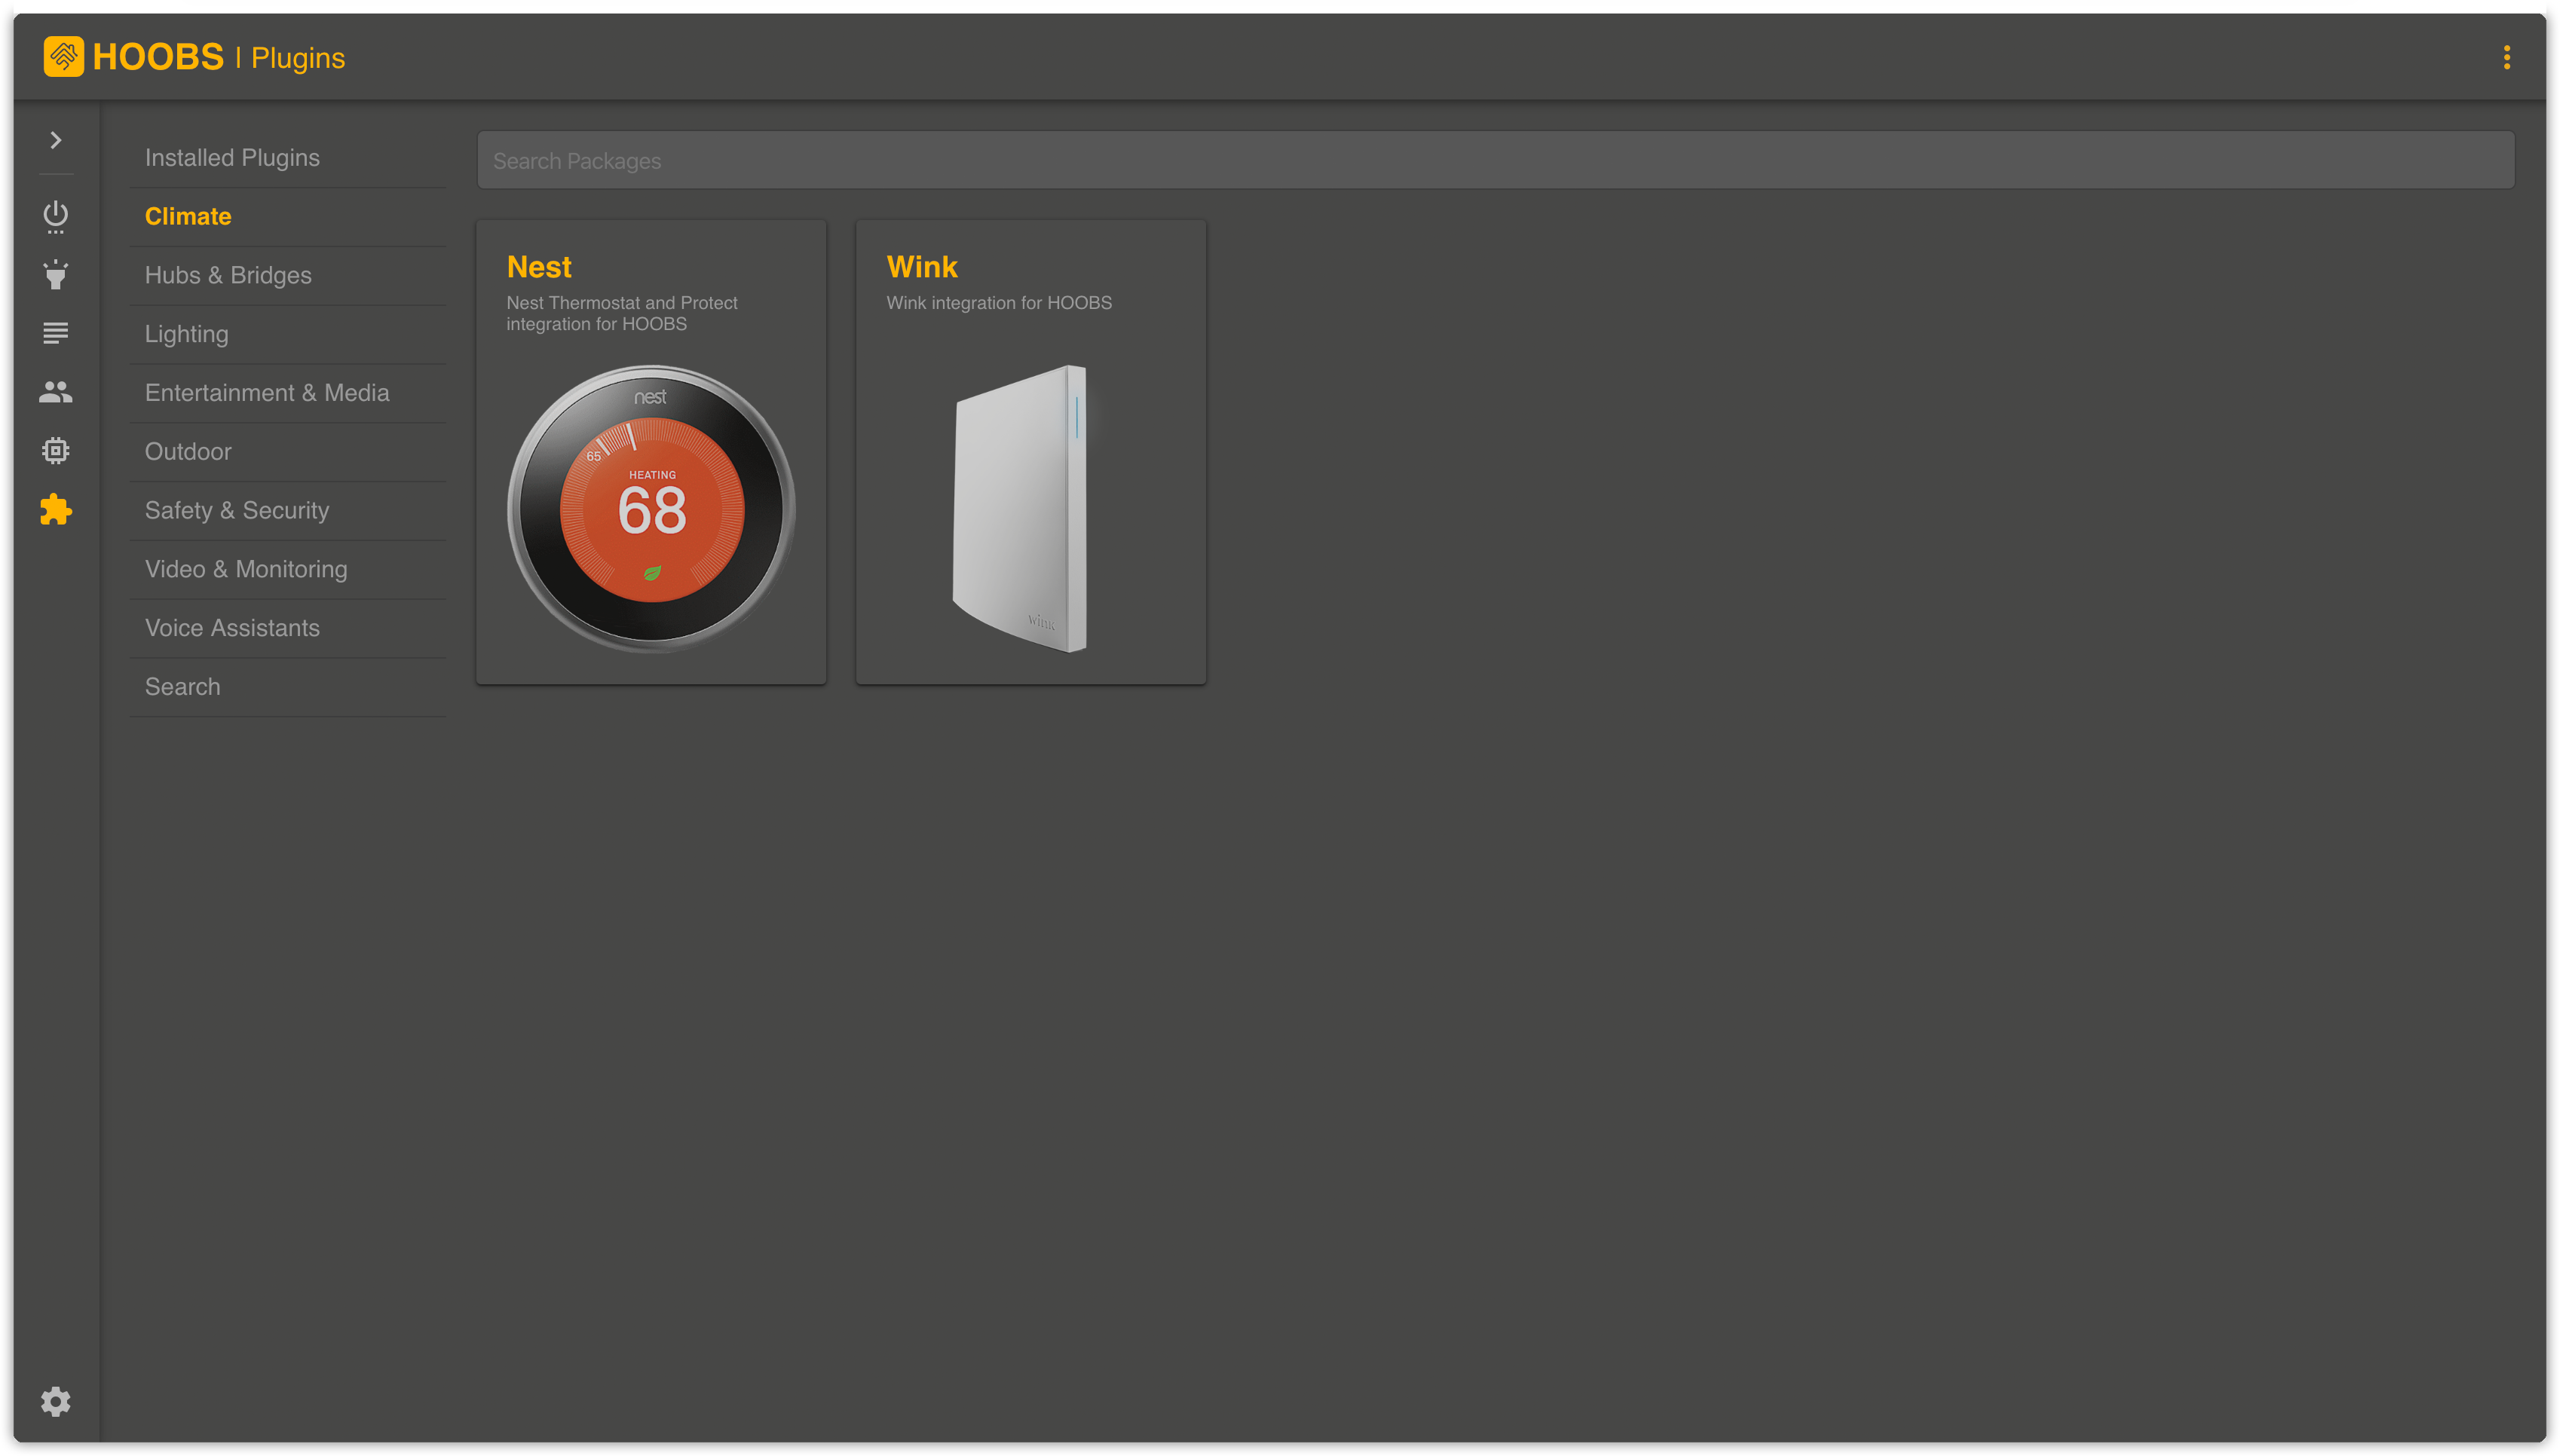 HOOBS | Plugins
Installed Plugins
Climate
Hubs & Bridges
Lighting
Entertainment & Media
Outdoor
Safety & Security
Video & Monitoring
Voice Assistants
Search
Search Packages
Nest
Nest Thermostat and Protect
integration for HOOBS
nest
65
HEATING
68
Wink
Wink integration for HOOBS
wink